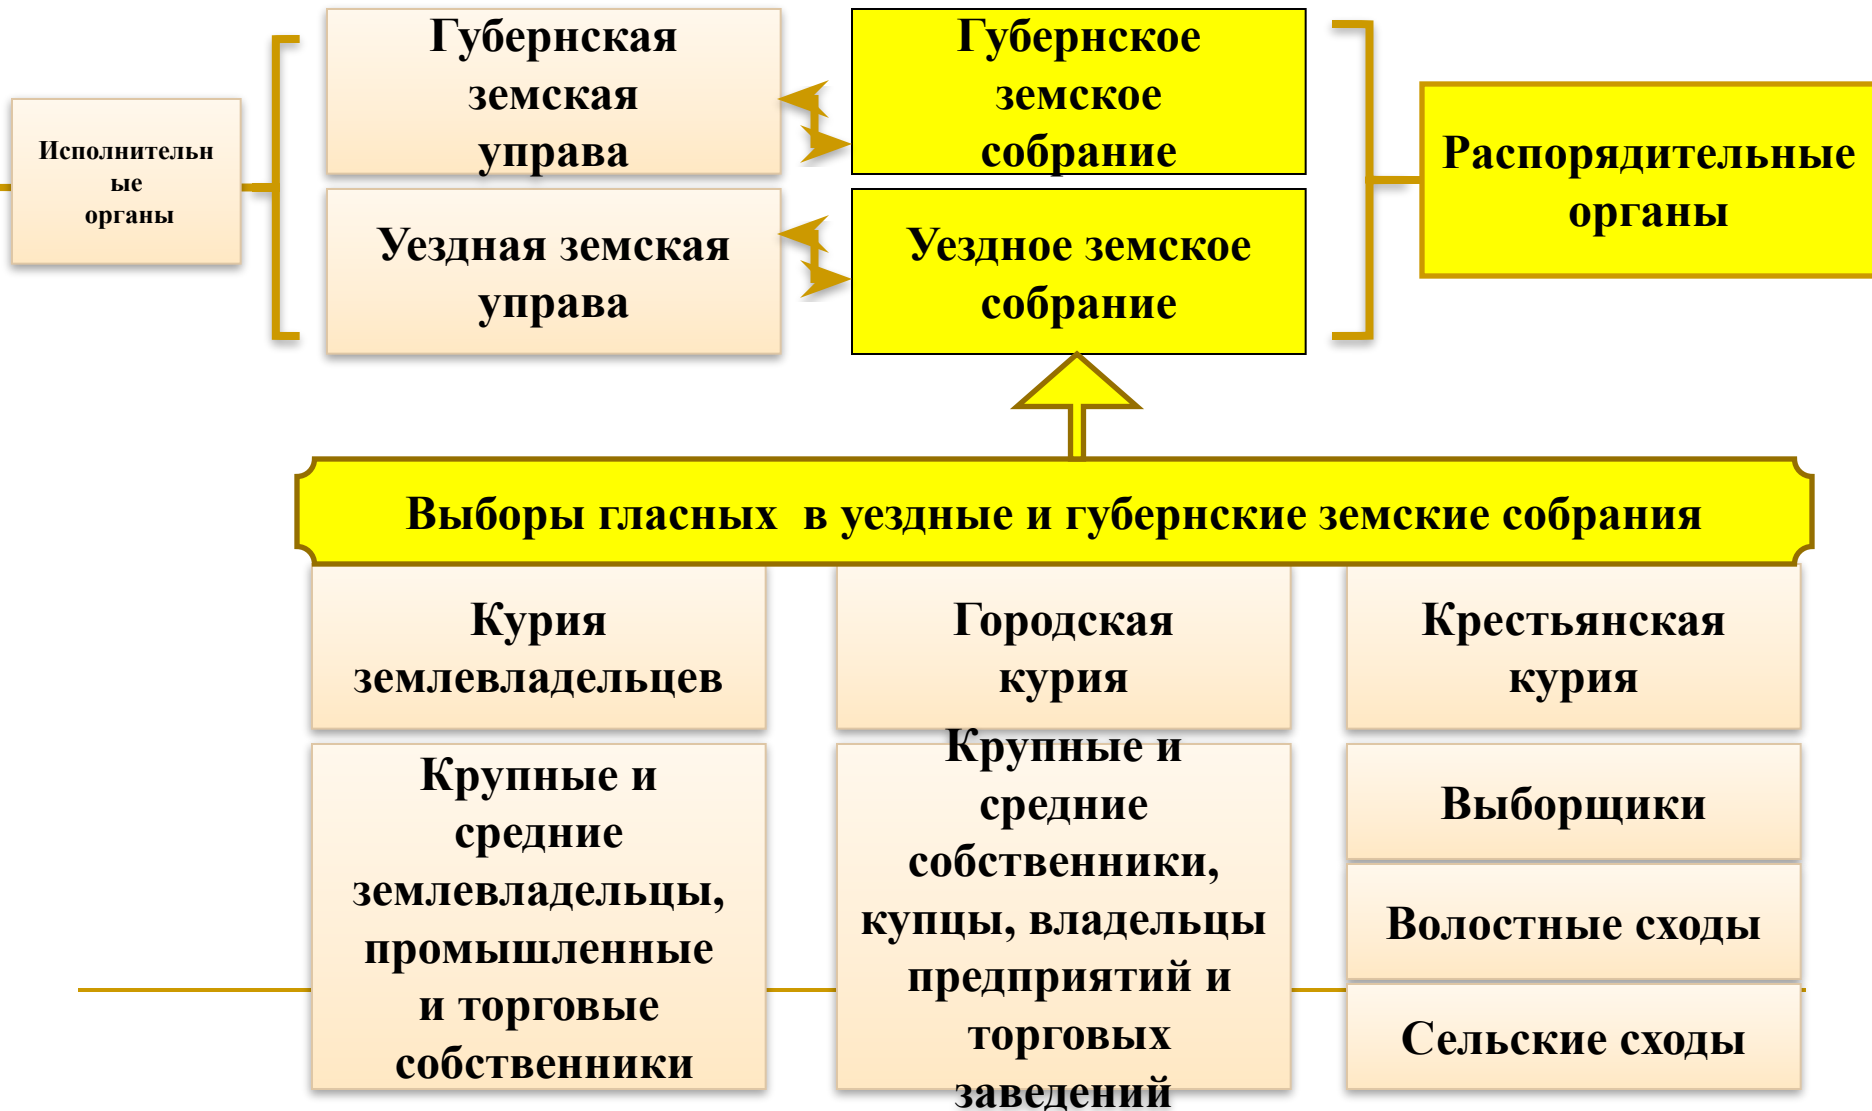 Исполнительн
ые
органы
Губернская
земская
управа
Губернское
земское
собрание
Распорядительные
органы
Уездная земская
управа
Уездное земское
собрание
Выборы гласных в уездные и губернские земские собрания
Курия
землевладельцев
Городская
курия
Крестьянская
курия
Крупные и
средние
землевладельцы,
промышленные
и торговые
собственники
Крупные и
средние
собственники,
купцы, владельцы
предприятий и
торговых
заведений
Выборщики
Волостные сходы
Сельские сходы